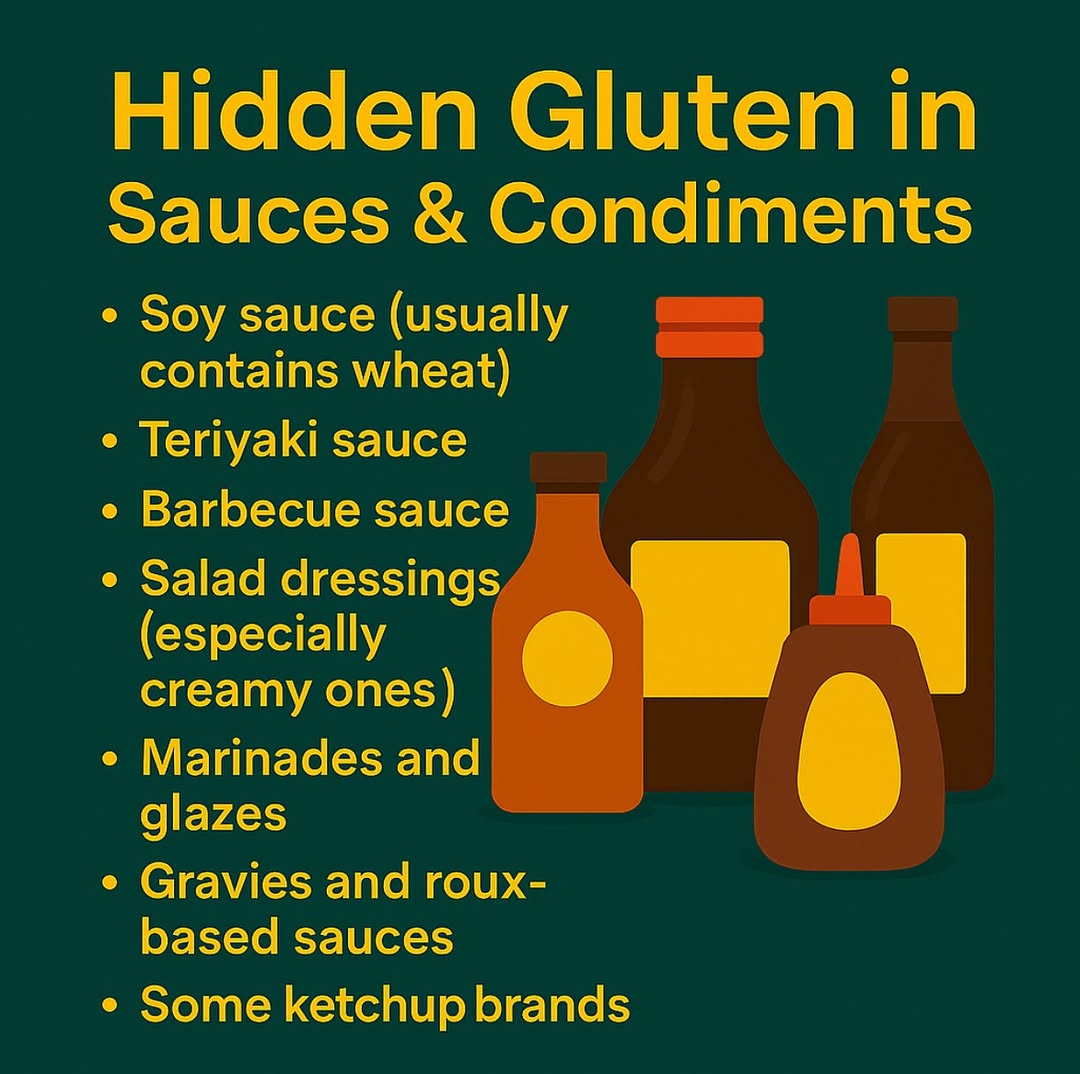 Hidden Gluten in
Sauces & Condiments
• Soy sauce (usually
contains wheat)
• Teriyaki sauce
• Barbecue sauce
• Salad dressings
(especially
creamy ones)
• Marinades and
glazes
• Gravies and roux-
based sauces
• Some ketchup brands